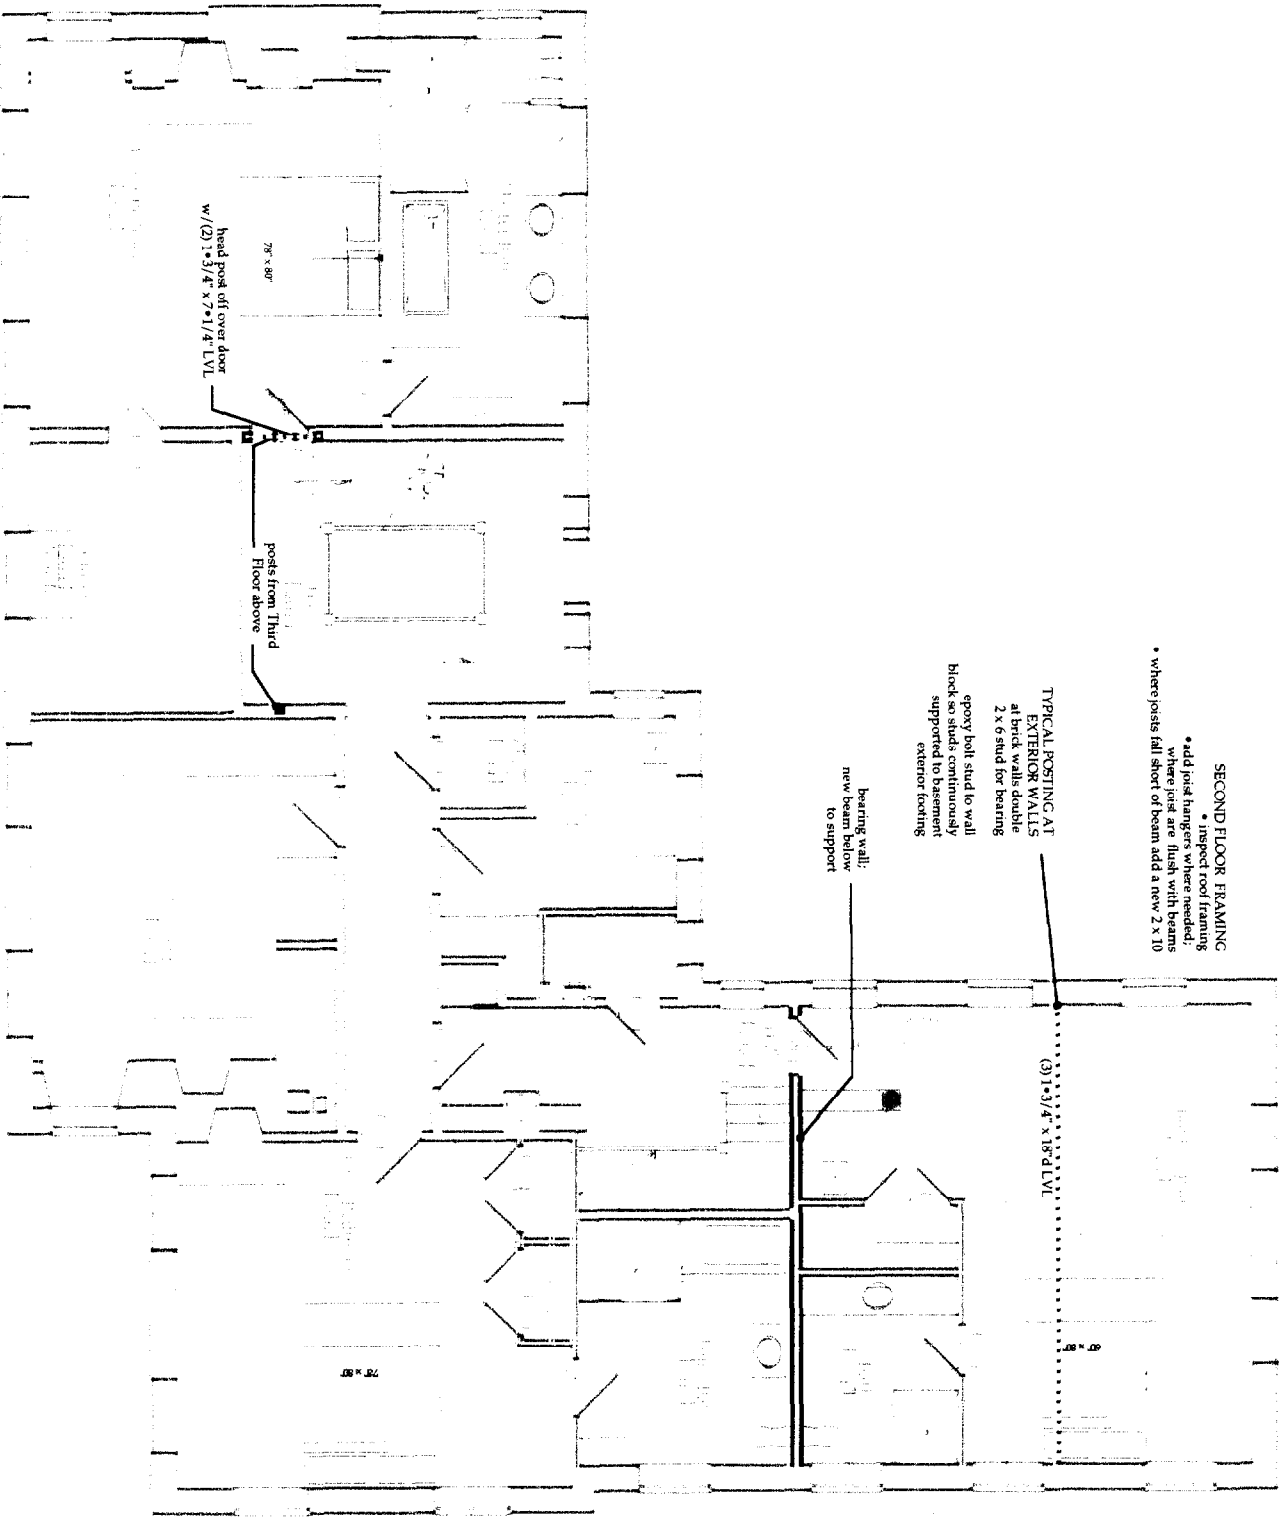 SECOND FLOOR FRAMING
• inspect roof framing
• add joist hangers where needed;
where joist are flush with beams
• where joists fall short of beam add a new 2 x 10
TYPICAL POSTING AT
EXTERIOR WALLS
at brick walls double
2 x 6 stud for bearing
epoxy bolt stud to wall
block so studs continuously
supported to basement
exterior footing
bearing wall;
new beam below
to support
(3) 1•3/4" x 18"d LVL
60" x 80"
head post off over door
w/(2) 1•3/4" x 7•1/4" LVL
78" x 80"
posts from Third
Floor above
78" x 80"